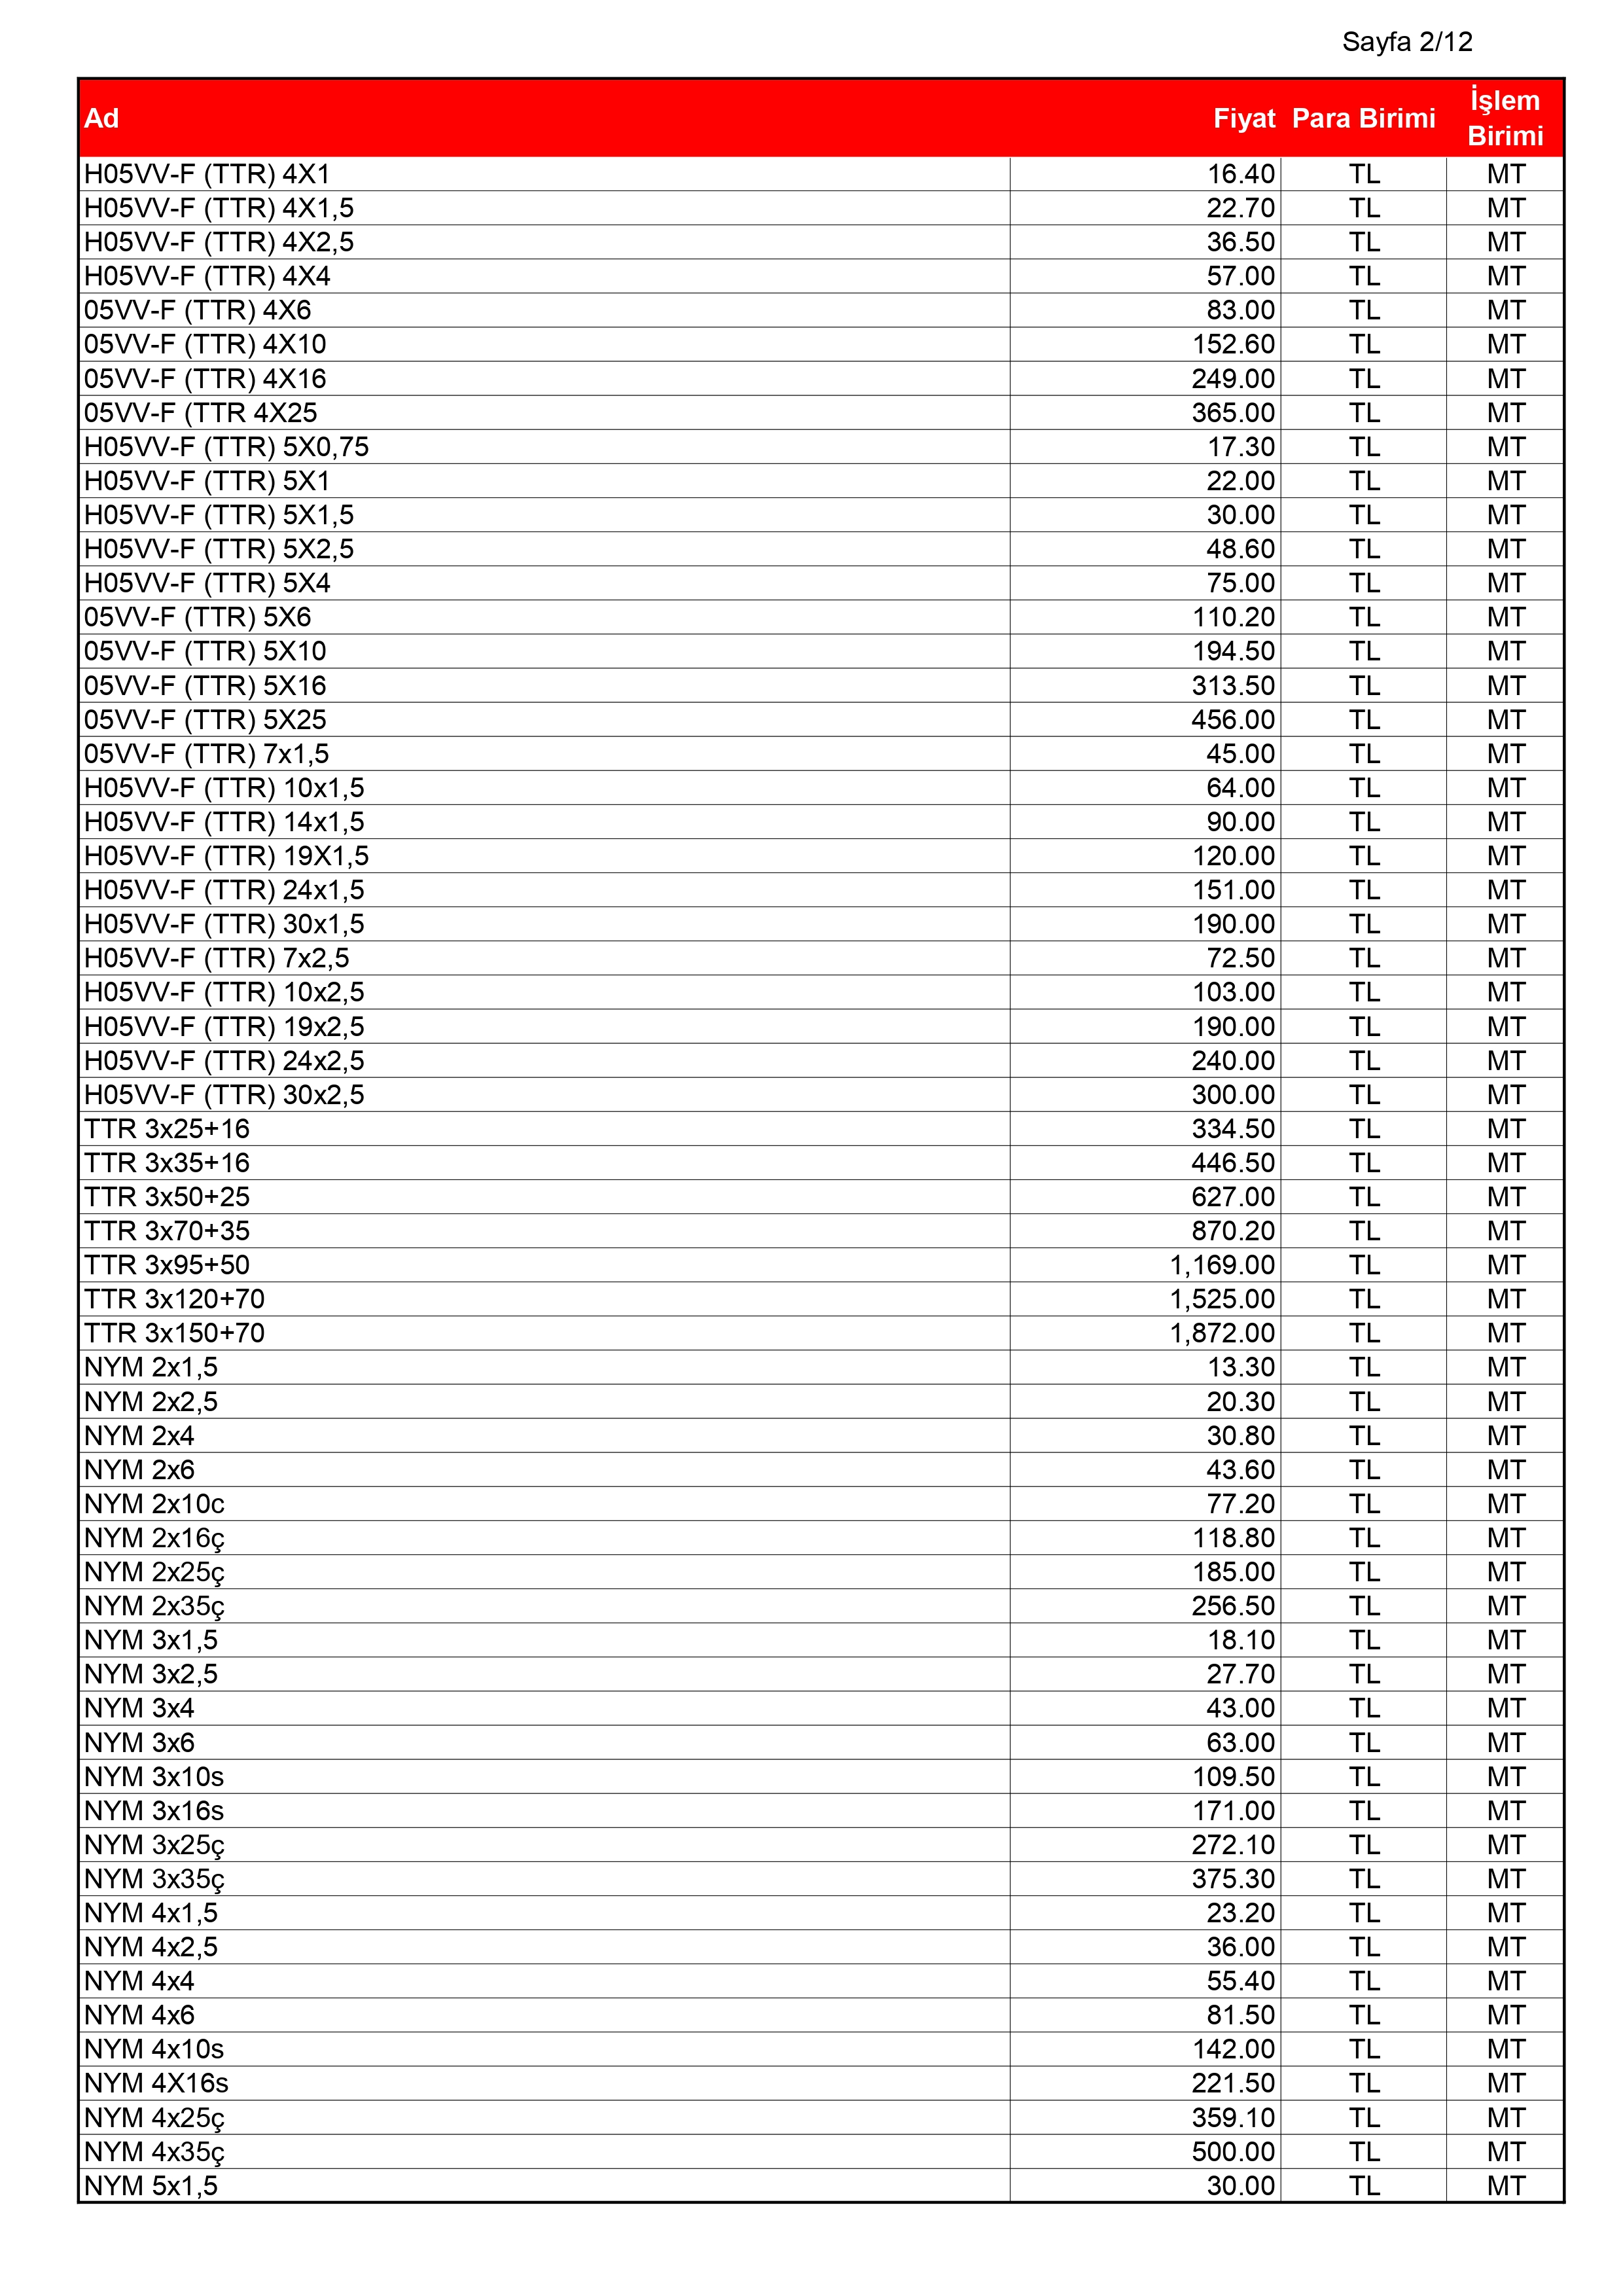 Sayfa 2/12
Ad Fiyat Para Birimi İşlem Birimi
H05VV-F (TTR) 4X1 16.40 TL MT
H05VV-F (TTR) 4X1,5 22.70 TL MT
H05VV-F (TTR) 4X2,5 36.50 TL MT
H05VV-F (TTR) 4X4 57.00 TL MT
05VV-F (TTR) 4X6 83.00 TL MT
05VV-F (TTR) 4X10 152.60 TL MT
05VV-F (TTR) 4X16 249.00 TL MT
05VV-F (TTR 4X25 365.00 TL MT
H05VV-F (TTR) 5X0,75 17.30 TL MT
H05VV-F (TTR) 5X1 22.00 TL MT
H05VV-F (TTR) 5X1,5 30.00 TL MT
H05VV-F (TTR) 5X2,5 48.60 TL MT
H05VV-F (TTR) 5X4 75.00 TL MT
05VV-F (TTR) 5X6 110.20 TL MT
05VV-F (TTR) 5X10 194.50 TL MT
05VV-F (TTR) 5X16 313.50 TL MT
05VV-F (TTR) 5X25 456.00 TL MT
05VV-F (TTR) 7x1,5 45.00 TL MT
H05VV-F (TTR) 10x1,5 64.00 TL MT
H05VV-F (TTR) 14x1,5 90.00 TL MT
H05VV-F (TTR) 19X1,5 120.00 TL MT
H05VV-F (TTR) 24x1,5 151.00 TL MT
H05VV-F (TTR) 30x1,5 190.00 TL MT
H05VV-F (TTR) 7x2,5 72.50 TL MT
H05VV-F (TTR) 10x2,5 103.00 TL MT
H05VV-F (TTR) 19x2,5 190.00 TL MT
H05VV-F (TTR) 24x2,5 240.00 TL MT
H05VV-F (TTR) 30x2,5 300.00 TL MT
TTR 3x25+16 334.50 TL MT
TTR 3x35+16 446.50 TL MT
TTR 3x50+25 627.00 TL MT
TTR 3x70+35 870.20 TL MT
TTR 3x95+50 1,169.00 TL MT
TTR 3x120+70 1,525.00 TL MT
TTR 3x150+70 1,872.00 TL MT
NYM 2x1,5 13.30 TL MT
NYM 2x2,5 20.30 TL MT
NYM 2x4 30.80 TL MT
NYM 2x6 43.60 TL MT
NYM 2x10c 77.20 TL MT
NYM 2x16ç 118.80 TL MT
NYM 2x25ç 185.00 TL MT
NYM 2x35ç 256.50 TL MT
NYM 3x1,5 18.10 TL MT
NYM 3x2,5 27.70 TL MT
NYM 3x4 43.00 TL MT
NYM 3x6 63.00 TL MT
NYM 3x10s 109.50 TL MT
NYM 3x16s 171.00 TL MT
NYM 3x25ç 272.10 TL MT
NYM 3x35ç 375.30 TL MT
NYM 4x1,5 23.20 TL MT
NYM 4x2,5 36.00 TL MT
NYM 4x4 55.40 TL MT
NYM 4x6 81.50 TL MT
NYM 4x10s 142.00 TL MT
NYM 4X16s 221.50 TL MT
NYM 4x25ç 359.10 TL MT
NYM 4x35ç 500.00 TL MT
NYM 5x1,5 30.00 TL MT